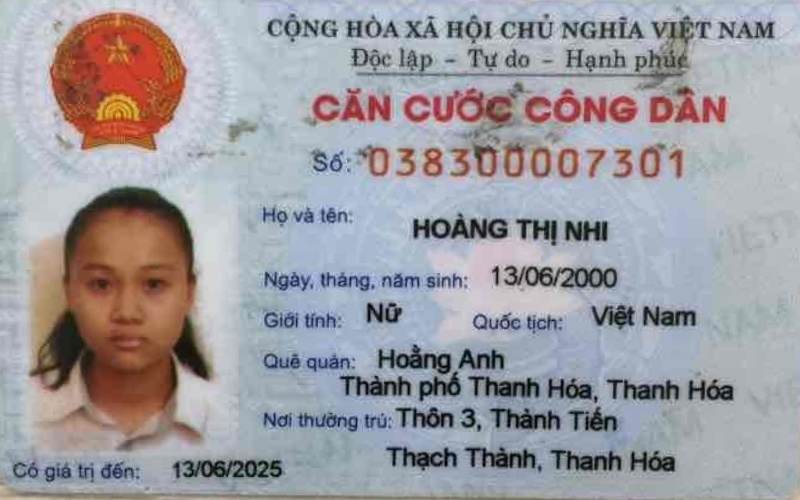 CỘNG HÒA XÃ HỘI CHỦ NGHĨA VIỆT NAM
Độc lập - Tự do - Hạnh phúc
CĂN CƯỚC CÔNG DÂN
Số: 038300007301
Họ và tên: HOÀNG THỊ NHI
Ngày, tháng, năm sinh: 13/06/2000
Giới tính: Nữ Quốc tịch: Việt Nam
Quê quán: Hoằng Anh
Thành phố Thanh Hóa, Thanh Hóa
Nơi thường trú: Thôn 3, Thành Tiến
Thạch Thành, Thanh Hóa
Có giá trị đến: 13/06/2025